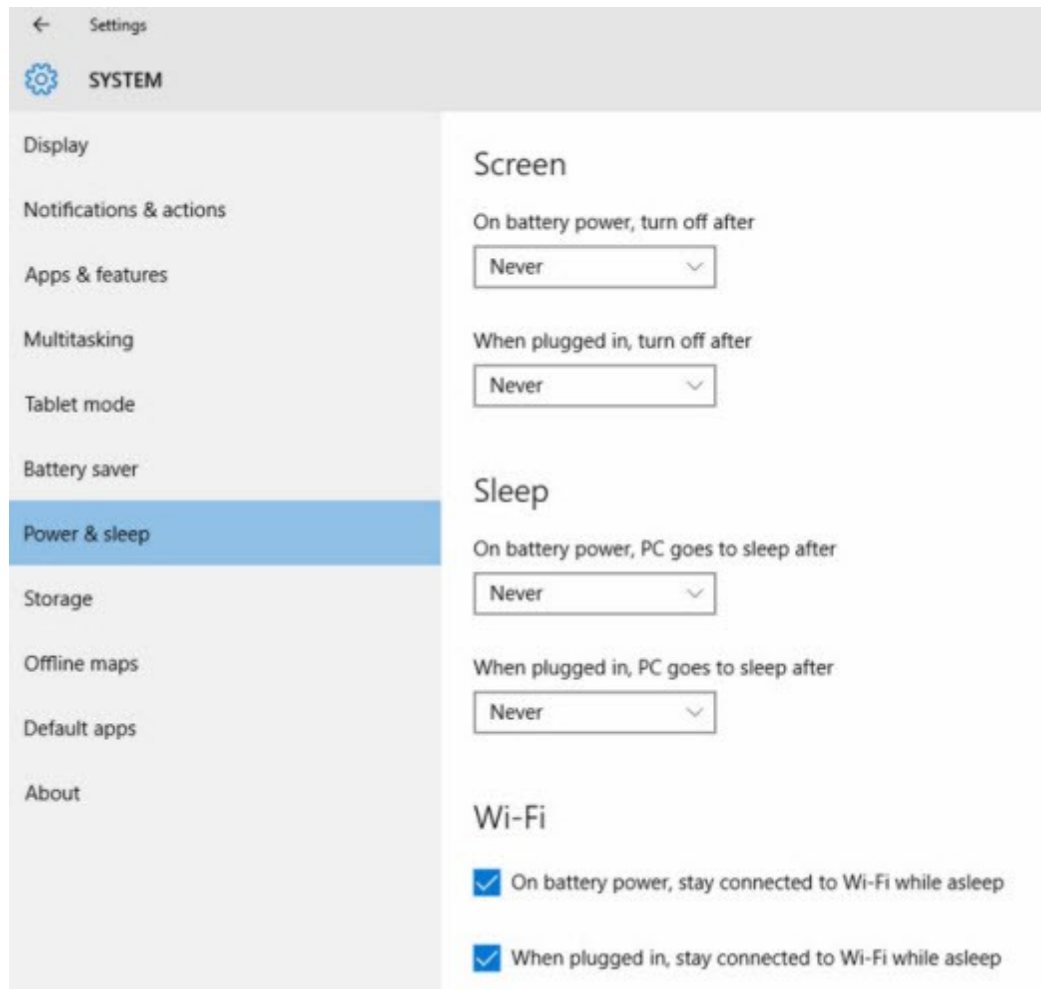 Settings
SYSTEM
Display
Notifications & actions
Apps & features
Multitasking
Tablet mode
Battery saver
Power & sleep
Storage
Offline maps
Default apps
About
Screen
On battery power, turn off after
Never
When plugged in, turn off after
Never
Sleep
On battery power, PC goes to sleep after
Never
When plugged in, PC goes to sleep after
Never
Wi-Fi
On battery power, stay connected to Wi-Fi while asleep
When plugged in, stay connected to Wi-Fi while asleep